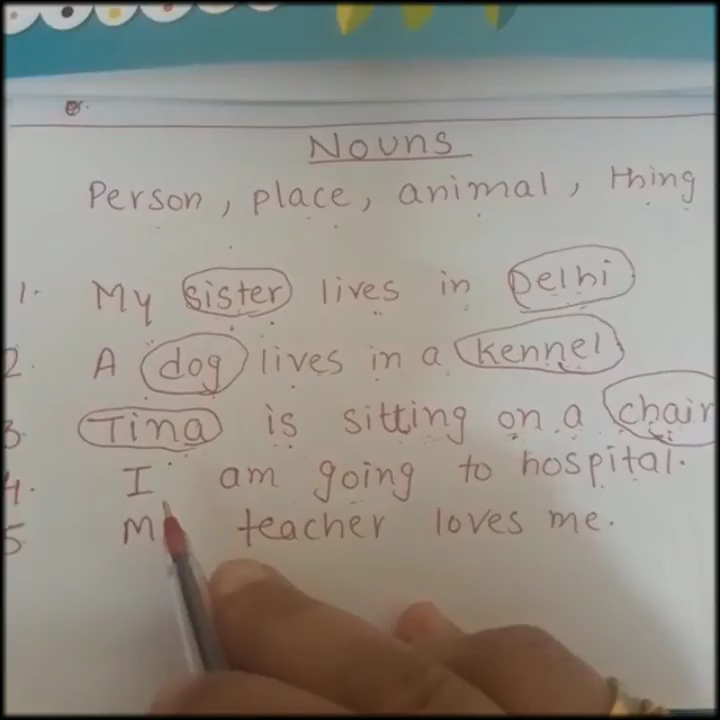 Nouns
Person, place, animal, thing
1. My sister lives in Delhi
2. A dog lives in a kennel
3. Tina is sitting on a chair
4. I am going to hospital.
5 M teacher loves me.